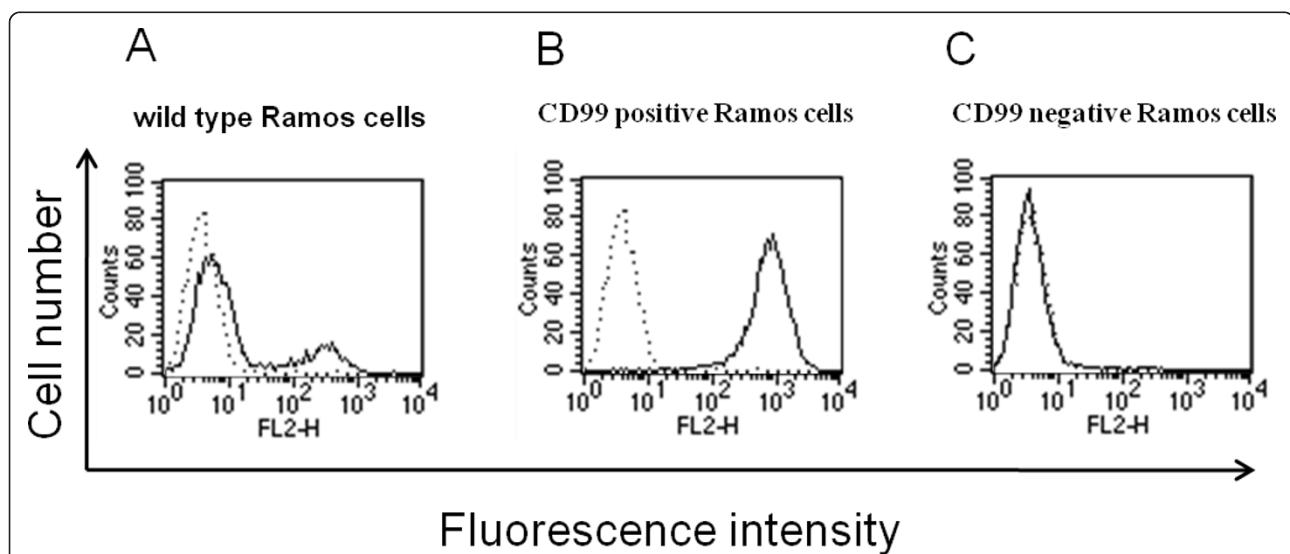 A
B
C
wild type Ramos cells
CD99 positive Ramos cells
CD99 negative Ramos cells
Cell number
Counts
0 20 40 60 80 100
10^0 10^1 10^2 10^3 10^4
FL2-H
Counts
0 20 40 60 80 100
10^0 10^1 10^2 10^3 10^4
FL2-H
Counts
0 20 40 60 80 100
10^0 10^1 10^2 10^3 10^4
FL2-H
Fluorescence intensity